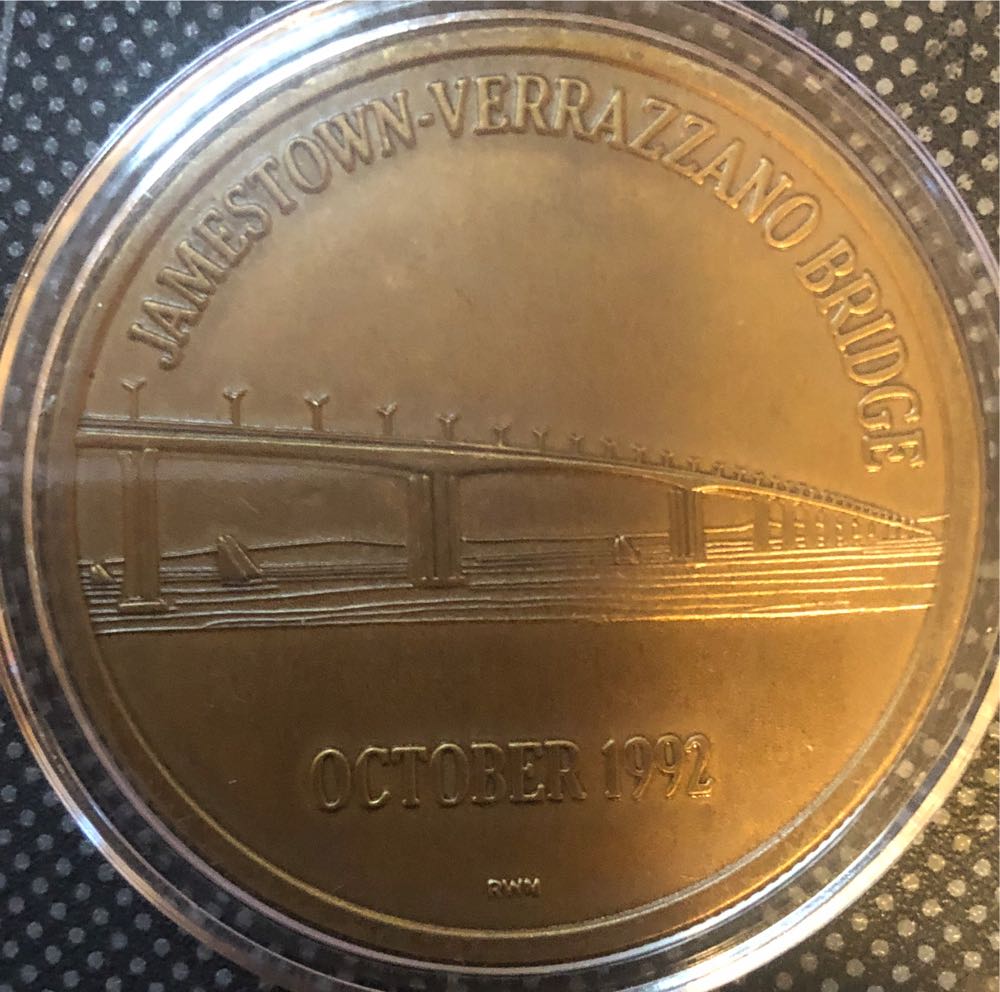 JAMESTOWN-VERRAZZANO BRIDGE
OCTOBER 1992
RWM